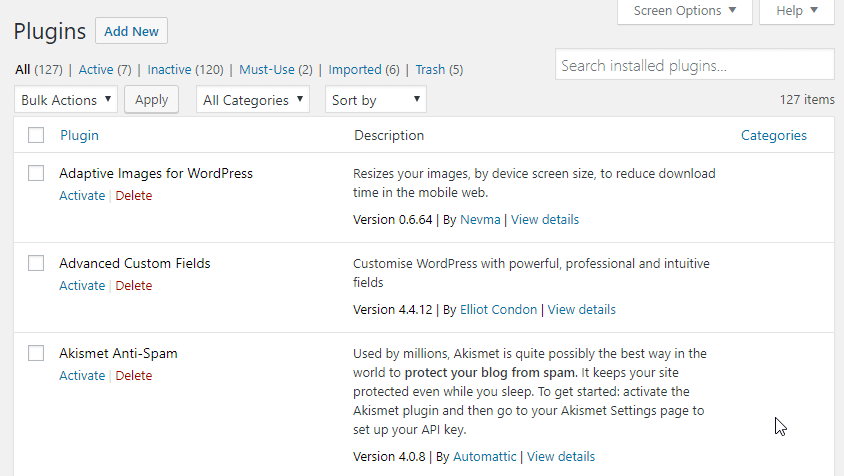 Screen Options ▼ Help ▼
Plugins Add New
All (127) | Active (7) | Inactive (120) | Must-Use (2) | Imported (6) | Trash (5)
Search installed plugins...
Bulk Actions ▼ Apply All Categories ▼ Sort by ▼ 127 items
Plugin Description Categories
Adaptive Images for WordPress
Activate | Delete
Resizes your images, by device screen size, to reduce download
time in the mobile web.
Version 0.6.64 | By Nevma | View details
Advanced Custom Fields
Activate | Delete
Customise WordPress with powerful, professional and intuitive
fields
Version 4.4.12 | By Elliot Condon | View details
Akismet Anti-Spam
Activate | Delete
Used by millions, Akismet is quite possibly the best way in the
world to protect your blog from spam. It keeps your site
protected even while you sleep. To get started: activate the
Akismet plugin and then go to your Akismet Settings page to
set up your API key.
Version 4.0.8 | By Automattic | View details